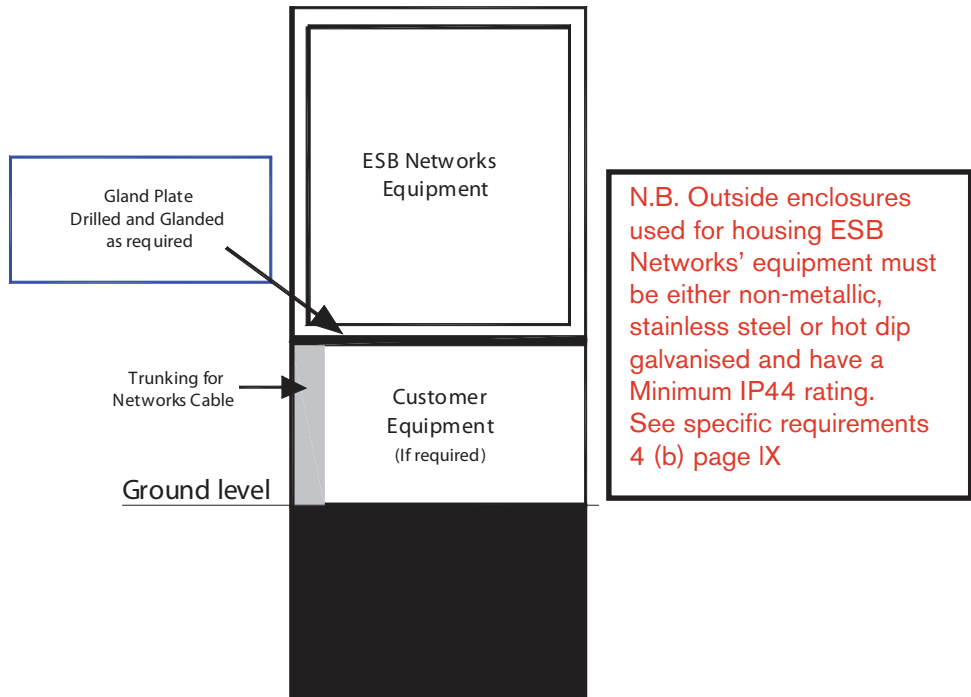 ESB Networks
Equipment
Gland Plate
Drilled and Glanded
as required
Trunking for
Networks Cable
Customer
Equipment
(If required)
Ground level
N.B. Outside enclosures
used for housing ESB
Networks' equipment must
be either non-metallic,
stainless steel or hot dip
galvanised and have a
Minimum IP44 rating.
See specific requirements
4 (b) page IX